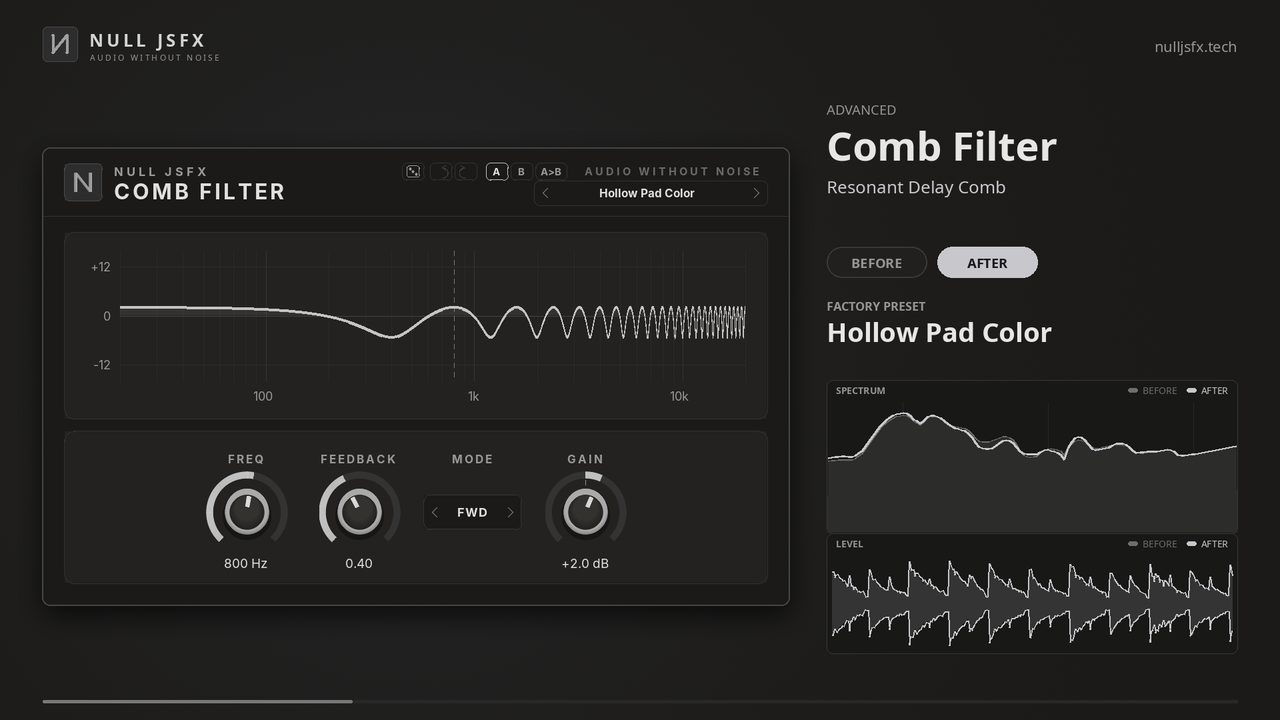 NULL JSFX
AUDIO WITHOUT NOISE
nulljsfx.tech
N
NULL JSFX
COMB FILTER
A B A>B
AUDIO WITHOUT NOISE
Hollow Pad Color
+12
0
-12
100 1k 10k
FREQ FEEDBACK MODE GAIN
FWD
800 Hz 0.40 +2.0 dB
ADVANCED
Comb Filter
Resonant Delay Comb
BEFORE AFTER
FACTORY PRESET
Hollow Pad Color
SPECTRUM BEFORE AFTER
LEVEL BEFORE AFTER